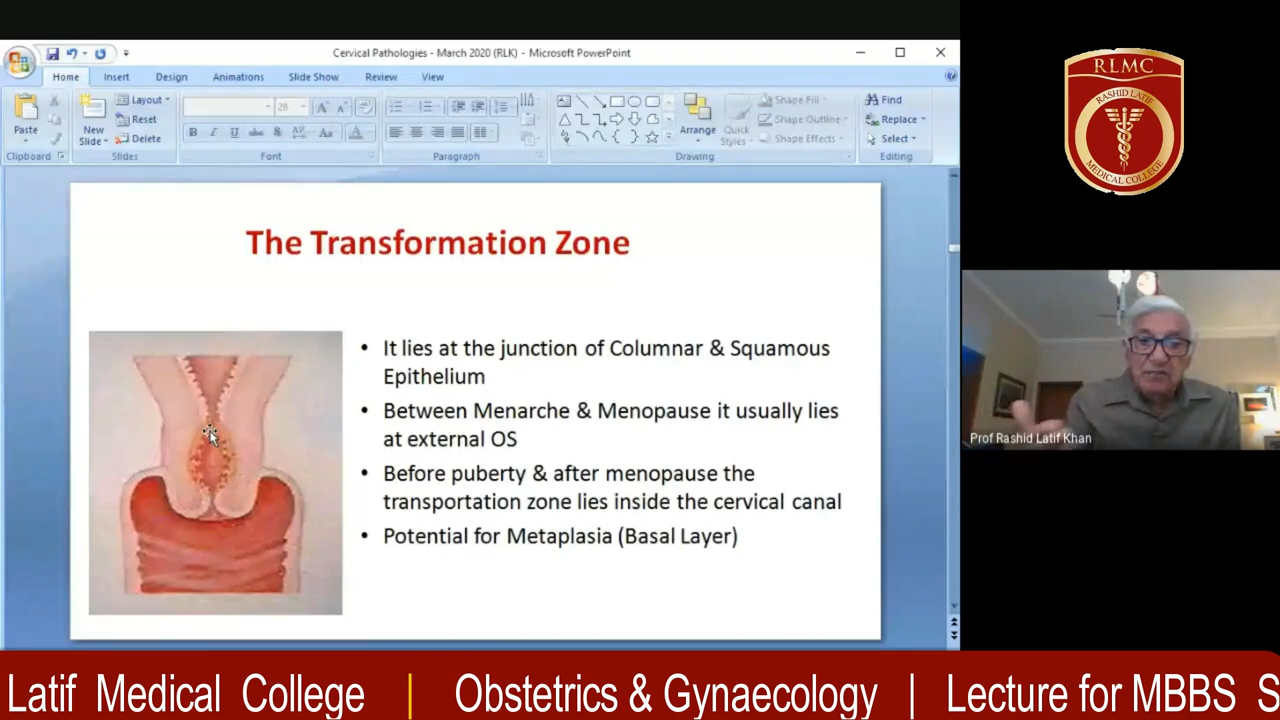 Cervical Pathologies - March 2020 (RLK) - Microsoft PowerPoint
Home Insert Design Animations Slide Show Review View
Paste
Clipboard
New Slide
Layout
Reset
Delete
Slides
28
B I U abc S AV Aa A
Font
Paragraph
Arrange
Quick Styles
Shape Fill
Shape Outline
Shape Effects
Drawing
Find
Replace
Select
Editing
The Transformation Zone
• It lies at the junction of Columnar & Squamous
Epithelium
• Between Menarche & Menopause it usually lies
at external OS
• Before puberty & after menopause the
transportation zone lies inside the cervical canal
• Potential for Metaplasia (Basal Layer)
RLMC
RASHID LATIF
MEDICAL COLLEGE
Prof Rashid Latif Khan
Latif Medical College | Obstetrics & Gynaecology | Lecture for MBBS S